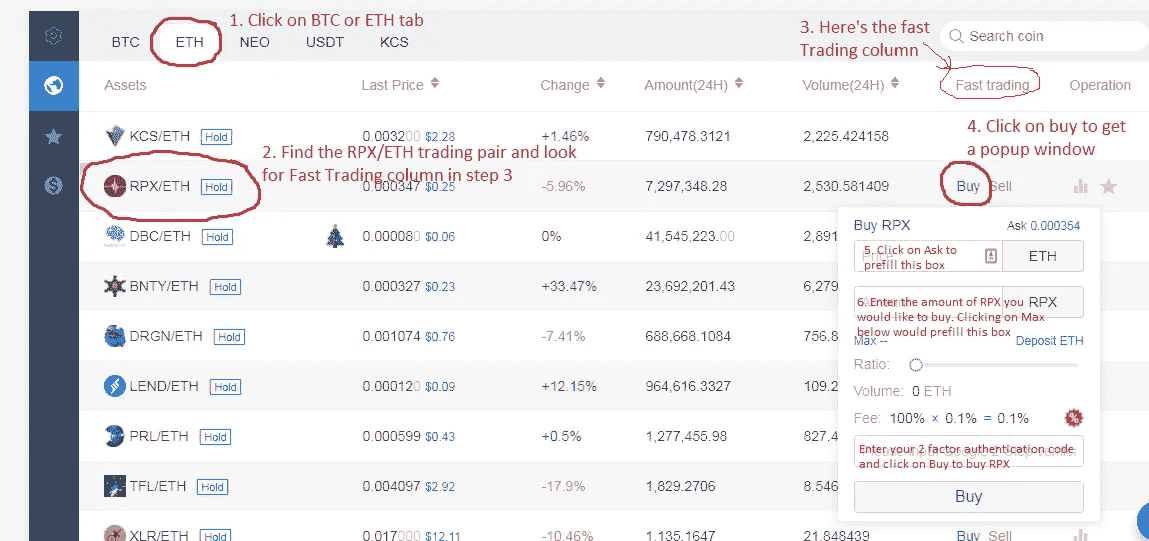 1. Click on BTC or ETH tab
BTC ETH NEO USDT KCS
3. Here's the fast
Trading column
Search coin
Assets Last Price Change Amount(24H) Volume(24H) Fast trading Operation
KCS/ETH Hold 0.003200 $2.28 +1.46% 790,478.3121 2,225.424158
4. Click on buy to get
a popup window
2. Find the RPX/ETH trading pair and look
for Fast Trading column in step 3
RPX/ETH Hold 0.000347 $0.25 -5.96% 7,297,348.28 2,530.581409 Buy Sell
DBC/ETH Hold 0.000080 $0.06 0% 41,545,223.00 2,891
BNTY/ETH Hold 0.000327 $0.23 +33.47% 23,692,201.43 6,279
DRGN/ETH Hold 0.001074 $0.76 -7.41% 688,668.1084 756.8
LEND/ETH Hold 0.000120 $0.09 +12.15% 964,616.3327 109.2
PRL/ETH Hold 0.000599 $0.43 +0.5% 1,277,455.98 827.4
TFL/ETH Hold 0.004097 $2.92 -17.9% 1,829.2706 8.546
XLR/ETH Hold 0.017000 $12.11 -10.46% 1,135.1647 21.848439 Buy Sell
Buy RPX Ask 0.000354
5. Click on Ask to
prefill this box
Price ETH
6. Enter the amount of RPX you
would like to buy. Clicking on Max
below would prefill this box
RPX
Max -- Deposit ETH
Ratio:
Volume: 0 ETH
Fee: 100% × 0.1% = 0.1%
Enter your 2 factor authentication code
and click on Buy to buy RPX
Buy